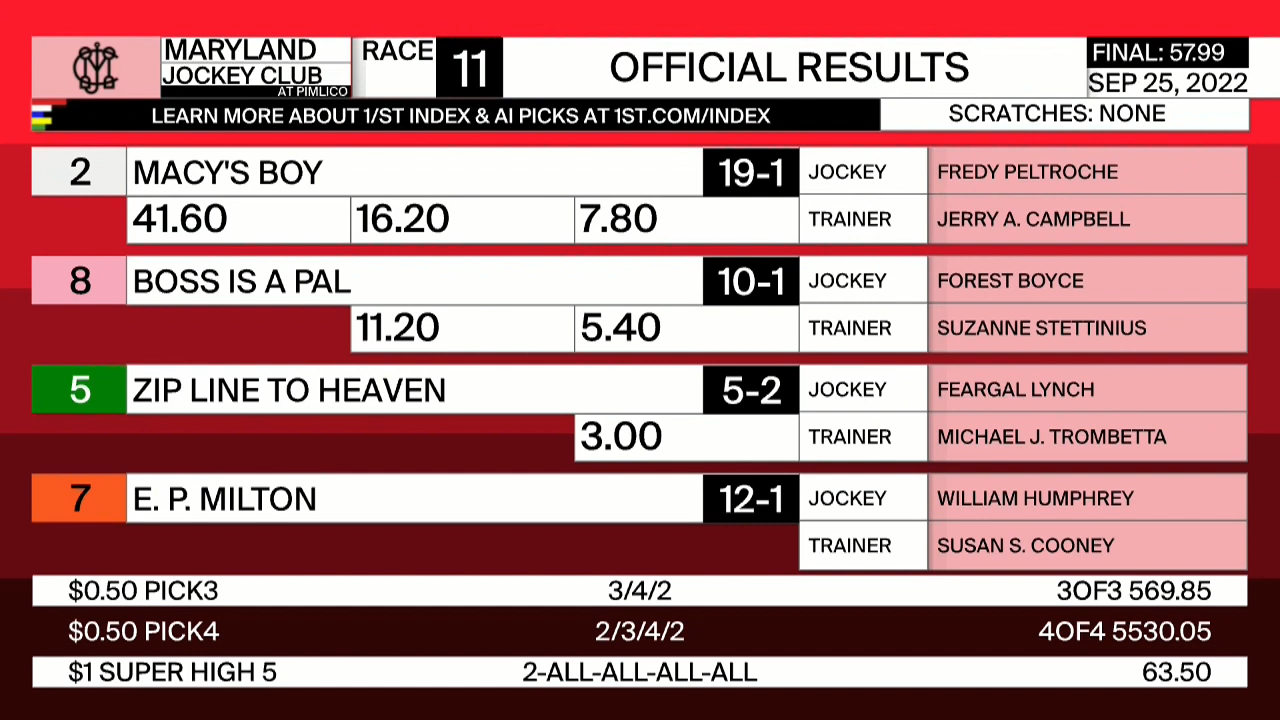 MARYLAND
JOCKEY CLUB
AT PIMLICO
RACE 11
OFFICIAL RESULTS
FINAL: 57.99
SEP 25, 2022
LEARN MORE ABOUT 1/ST INDEX & AI PICKS AT 1ST.COM/INDEX
SCRATCHES: NONE
2 MACY'S BOY 19-1 JOCKEY FREDY PELTROCHE
41.60 16.20 7.80 TRAINER JERRY A. CAMPBELL
8 BOSS IS A PAL 10-1 JOCKEY FOREST BOYCE
11.20 5.40 TRAINER SUZANNE STETTINIUS
5 ZIP LINE TO HEAVEN 5-2 JOCKEY FEARGAL LYNCH
3.00 TRAINER MICHAEL J. TROMBETTA
7 E. P. MILTON 12-1 JOCKEY WILLIAM HUMPHREY
TRAINER SUSAN S. COONEY
$0.50 PICK3 3/4/2 3OF3 569.85
$0.50 PICK4 2/3/4/2 4OF4 5530.05
$1 SUPER HIGH 5 2-ALL-ALL-ALL-ALL 63.50